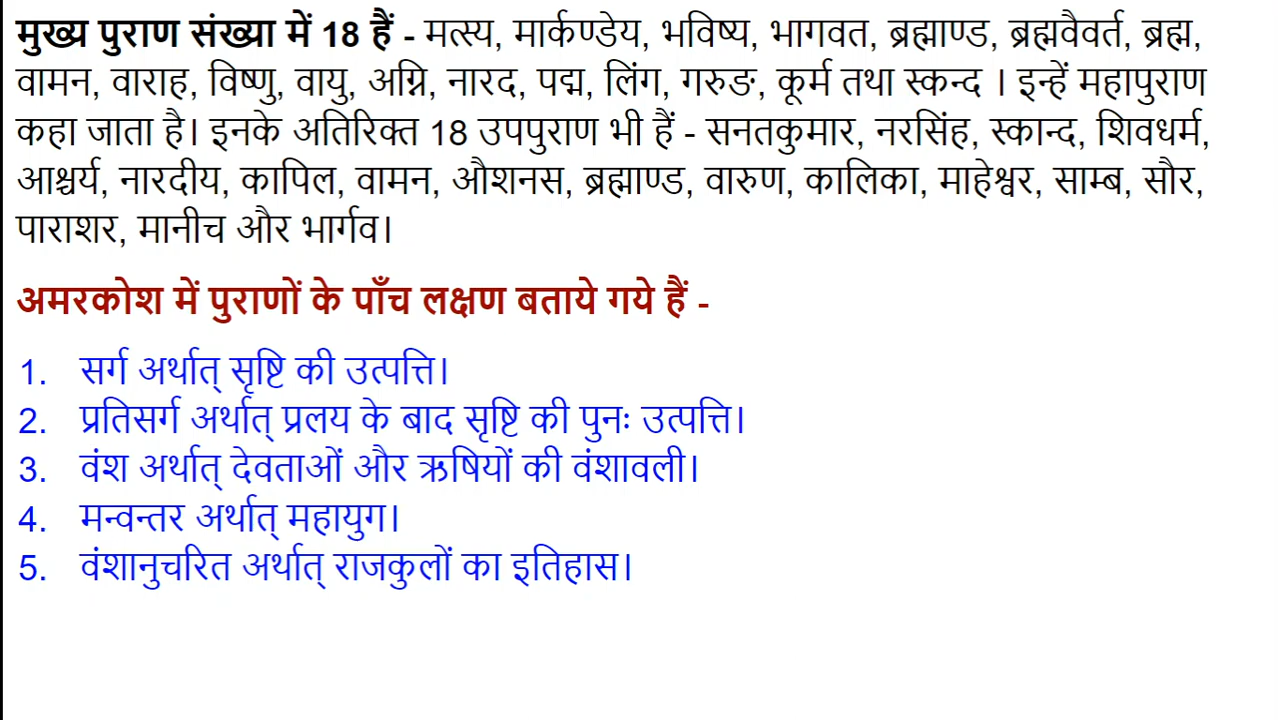 मुख्य पुराण संख्या में 18 हैं - मत्स्य, मार्कण्डेय, भविष्य, भागवत, ब्रह्माण्ड, ब्रह्मवैवर्त, ब्रह्म,
वामन, वाराह, विष्णु, वायु, अग्नि, नारद, पद्म, लिंग, गरुङ, कूर्म तथा स्कन्द । इन्हें महापुराण
कहा जाता है। इनके अतिरिक्त 18 उपपुराण भी हैं - सनतकुमार, नरसिंह, स्कान्द, शिवधर्म,
आश्चर्य, नारदीय, कापिल, वामन, औशनस, ब्रह्माण्ड, वारुण, कालिका, माहेश्वर, साम्ब, सौर,
पाराशर, मानीच और भार्गव।
अमरकोश में पुराणों के पाँच लक्षण बताये गये हैं -
1. सर्ग अर्थात् सृष्टि की उत्पत्ति।
2. प्रतिसर्ग अर्थात् प्रलय के बाद सृष्टि की पुनः उत्पत्ति।
3. वंश अर्थात् देवताओं और ऋषियों की वंशावली।
4. मन्वन्तर अर्थात् महायुग।
5. वंशानुचरित अर्थात् राजकुलों का इतिहास।